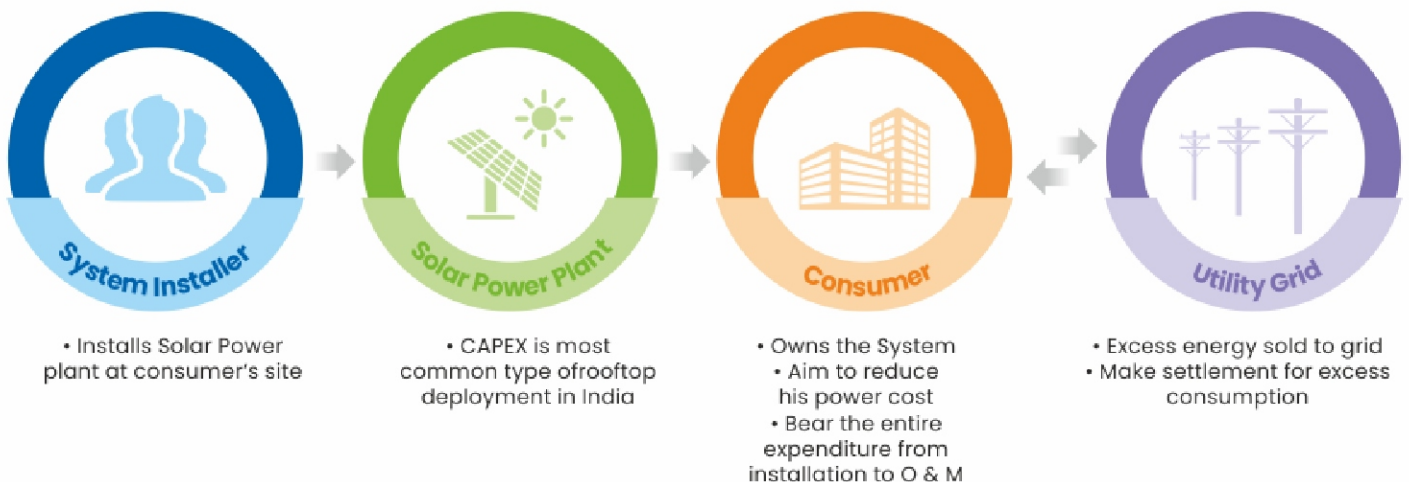 System Installer
• Installs Solar Power
plant at consumer's site
Solar Power Plant
• CAPEX is most
common type ofrooftop
deployment in India
Consumer
• Owns the System
• Aim to reduce
his power cost
• Bear the entire
expenditure from
installation to O & M
Utility Grid
• Excess energy sold to grid
• Make settlement for excess
consumption